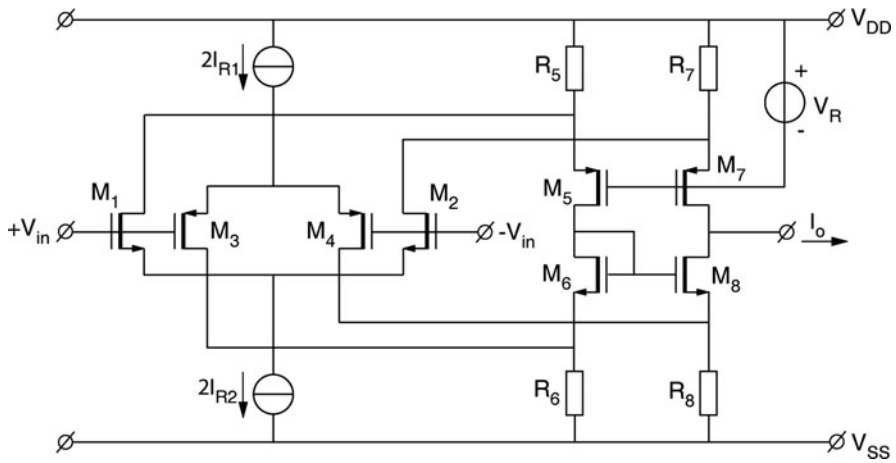 V_DD
2I_R1
R_5
R_7
+
V_R
-
M_7
M_5
M_1
M_2
+V_in
M_3
M_4
-V_in
I_o
M_6
M_8
2I_R2
R_6
R_8
V_SS